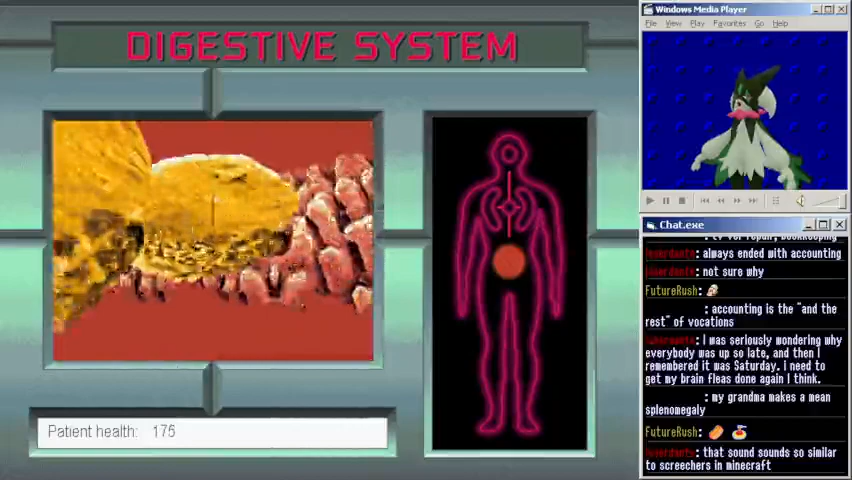 DIGESTIVE SYSTEM
Patient health: 175
Windows Media Player
File View Play Favorites Go Help
Chat.exe
: always ended with accounting
: not sure why
FutureRush:
: accounting is the "and the
rest" of vocations
: I was seriously wondering why
everybody was up so late, and then I
remembered it was Saturday. I need to
get my brain fleas done again I think.
: my grandma makes a mean
splenomegaly
FutureRush:
: that sound sounds so similar
to screechers in minecraft